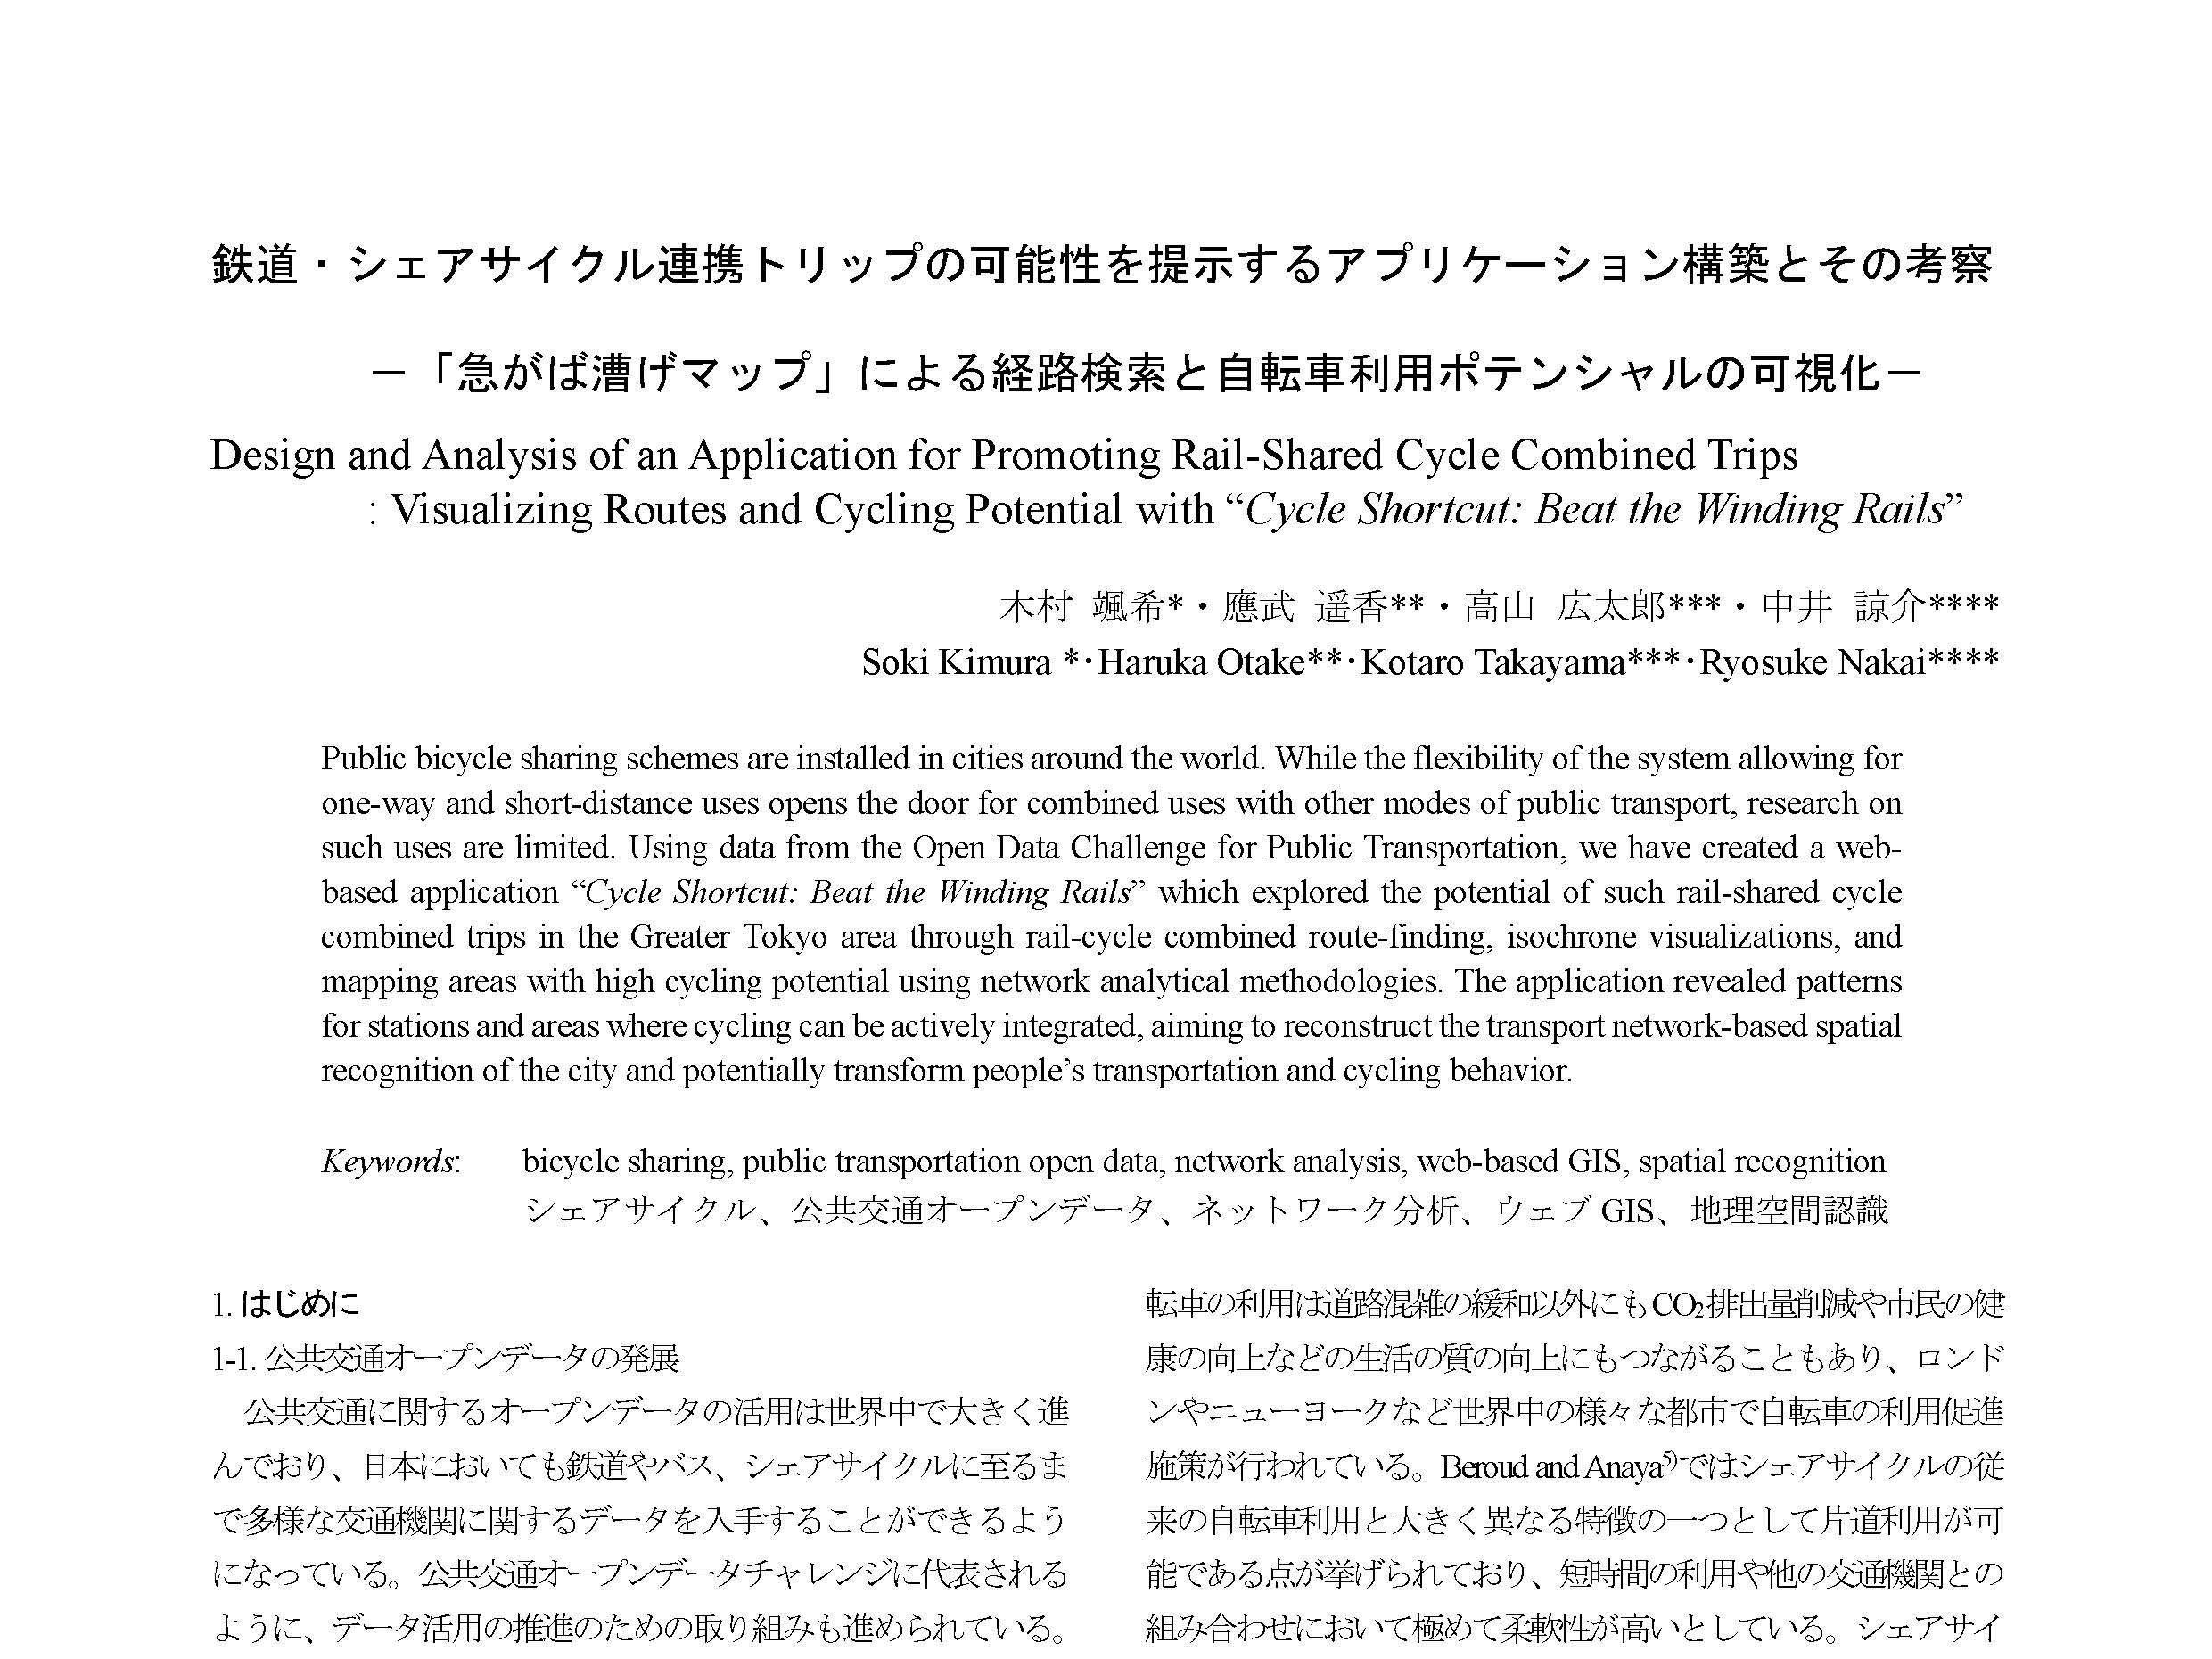 鉄道・シェアサイクル連携トリップの可能性を提示するアプリケーション構築とその考察
－「急がば漕げマップ」による経路検索と自転車利用ポテンシャルの可視化－
Design and Analysis of an Application for Promoting Rail-Shared Cycle Combined Trips
: Visualizing Routes and Cycling Potential with “Cycle Shortcut: Beat the Winding Rails”
木村 颯希*・應武 遥香**・高山 広太郎***・中井 諒介****
Soki Kimura *・Haruka Otake**・Kotaro Takayama***・Ryosuke Nakai****
Public bicycle sharing schemes are installed in cities around the world. While the flexibility of the system allowing for
one-way and short-distance uses opens the door for combined uses with other modes of public transport, research on
such uses are limited. Using data from the Open Data Challenge for Public Transportation, we have created a web-
based application “Cycle Shortcut: Beat the Winding Rails” which explored the potential of such rail-shared cycle
combined trips in the Greater Tokyo area through rail-cycle combined route-finding, isochrone visualizations, and
mapping areas with high cycling potential using network analytical methodologies. The application revealed patterns
for stations and areas where cycling can be actively integrated, aiming to reconstruct the transport network-based spatial
recognition of the city and potentially transform people’s transportation and cycling behavior.
Keywords: bicycle sharing, public transportation open data, network analysis, web-based GIS, spatial recognition
シェアサイクル、公共交通オープンデータ、ネットワーク分析、ウェブ GIS、地理空間認識
1. はじめに
1-1. 公共交通オープンデータの発展
公共交通に関するオープンデータの活用は世界中で大きく進
んでおり、日本においても鉄道やバス、シェアサイクルに至るま
で多様な交通機関に関するデータを入手することができるよう
になっている。公共交通オープンデータチャレンジに代表される
ように、データ活用の推進のための取り組みも進められている。
転車の利用は道路混雑の緩和以外にも CO₂排出量削減や市民の健
康の向上などの生活の質の向上にもつながることもあり、ロンド
ンやニューヨークなど世界中の様々な都市で自転車の利用促進
施策が行われている。Beroud and Anaya⁵⁾ではシェアサイクルの従
来の自転車利用と大きく異なる特徴の一つとして片道利用が可
能である点が挙げられており、短時間の利用や他の交通機関との
組み合わせにおいて極めて柔軟性が高いとしている。シェアサイ